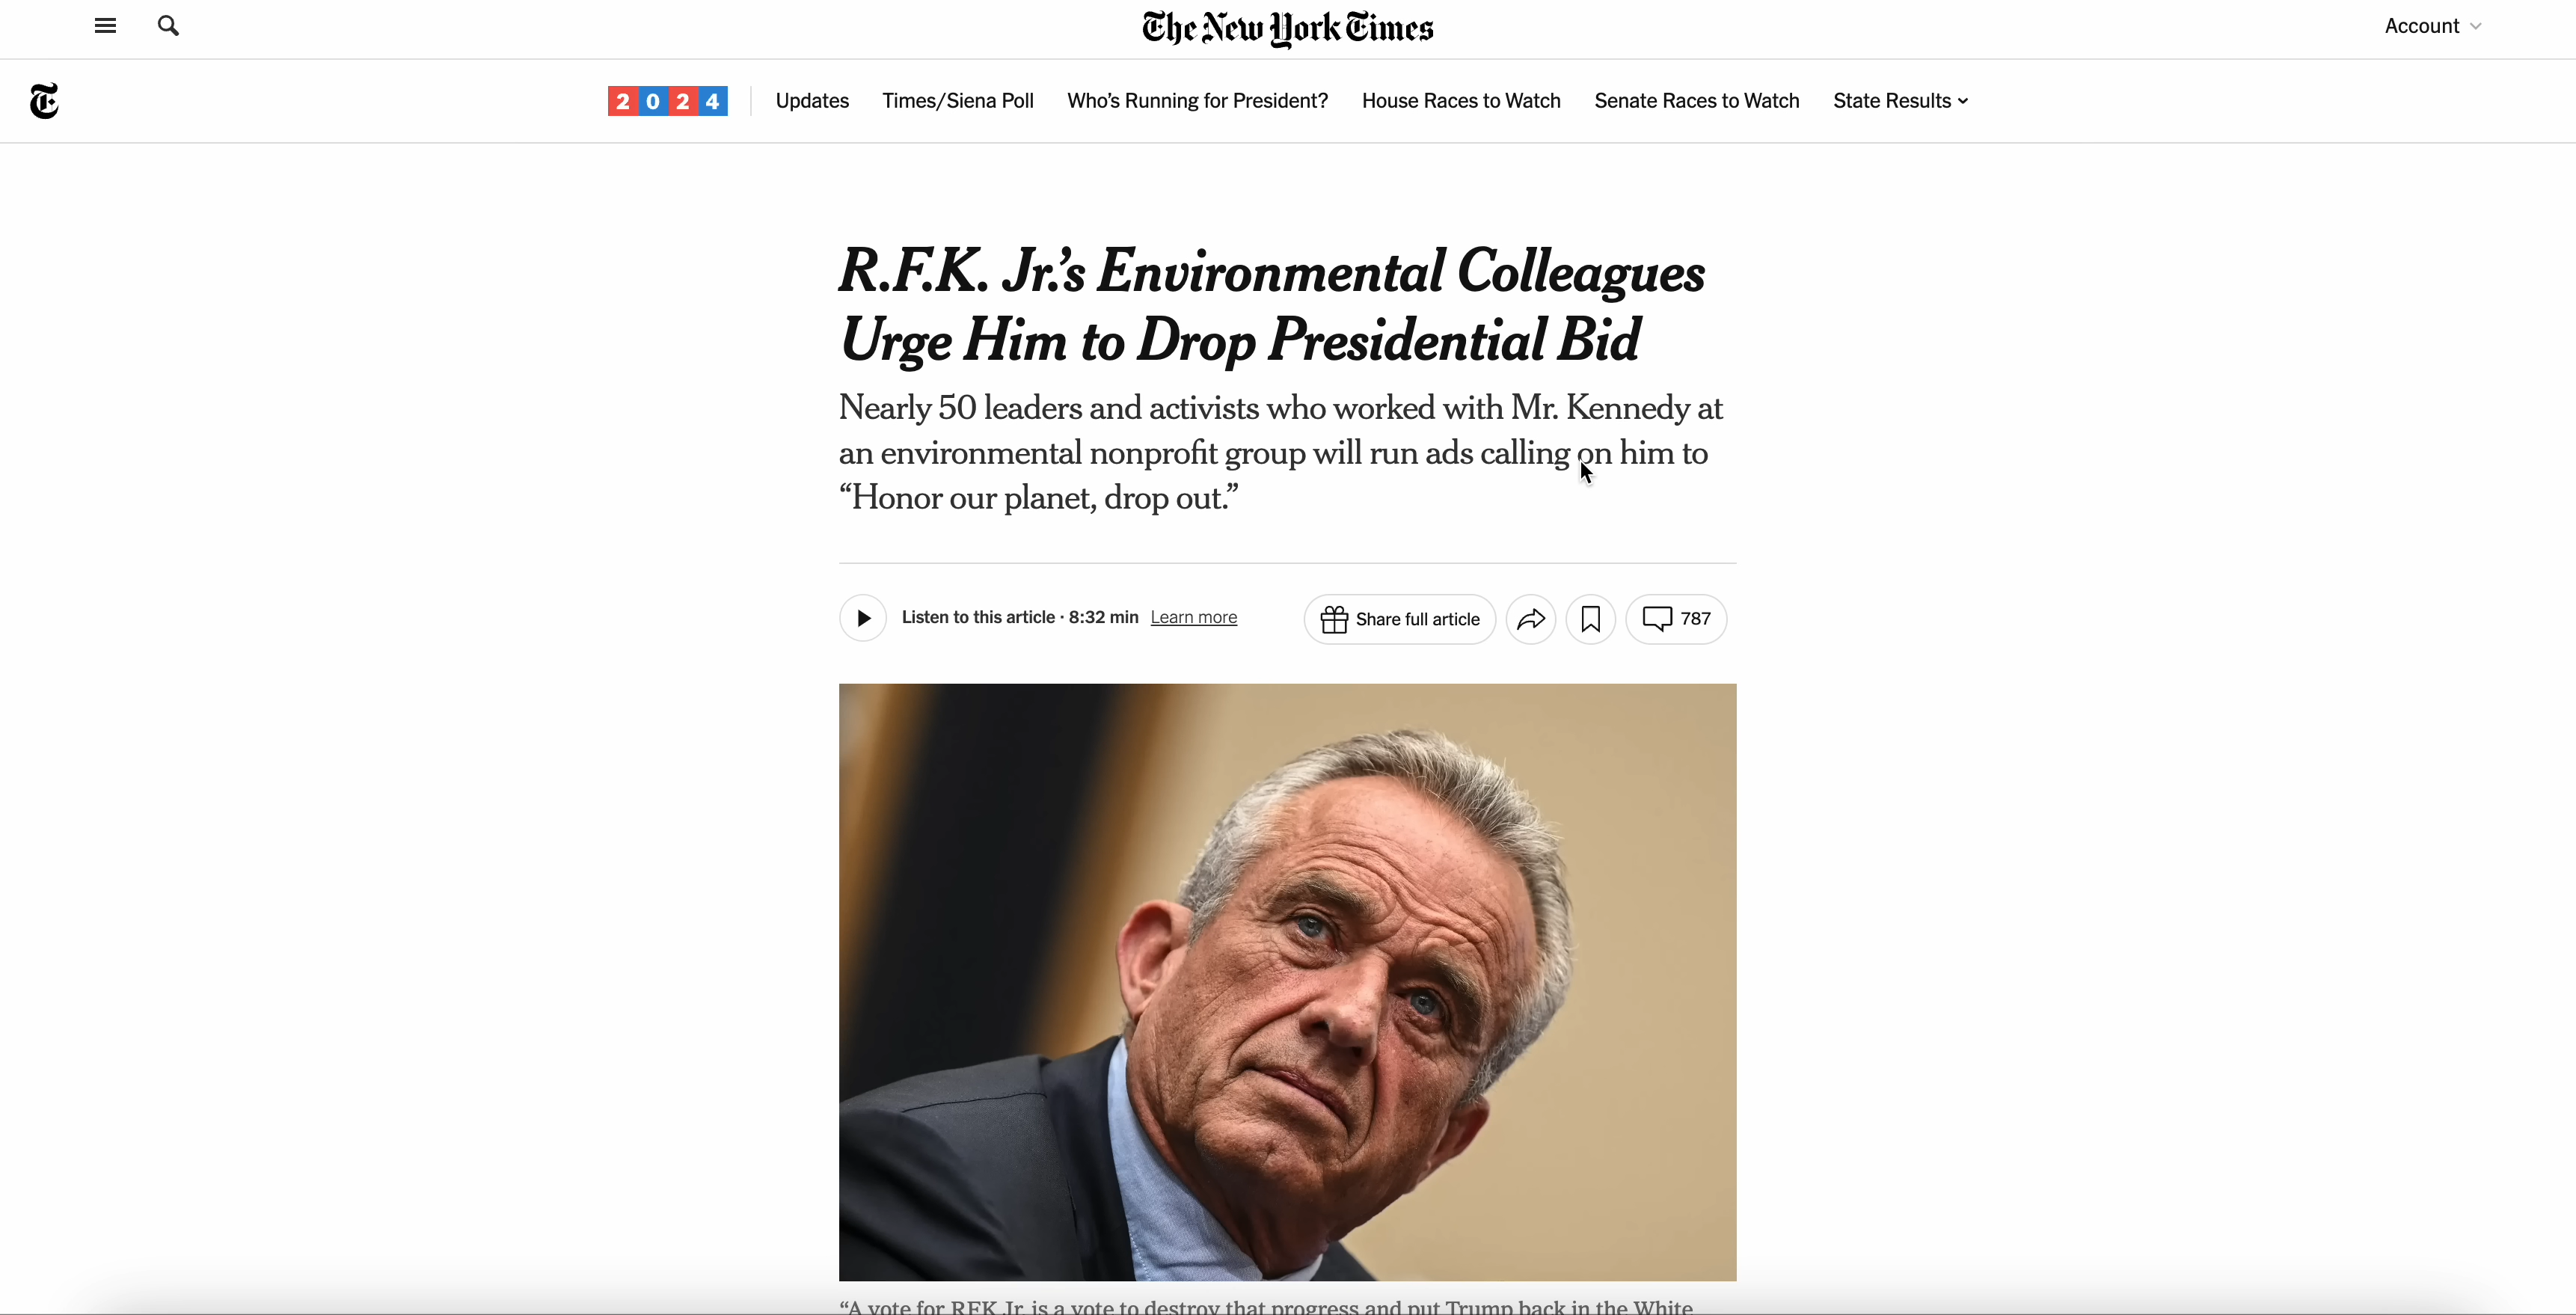 The New York Times
Account
2024
Updates
Times/Siena Poll
Who’s Running for President?
House Races to Watch
Senate Races to Watch
State Results
R.F.K. Jr.’s Environmental Colleagues
Urge Him to Drop Presidential Bid
Nearly 50 leaders and activists who worked with Mr. Kennedy at
an environmental nonprofit group will run ads calling on him to
“Honor our planet, drop out.”
Listen to this article · 8:32 min Learn more
Share full article
787
“A vote for RFK Jr. is a vote to destroy that progress and put Trump back in the White